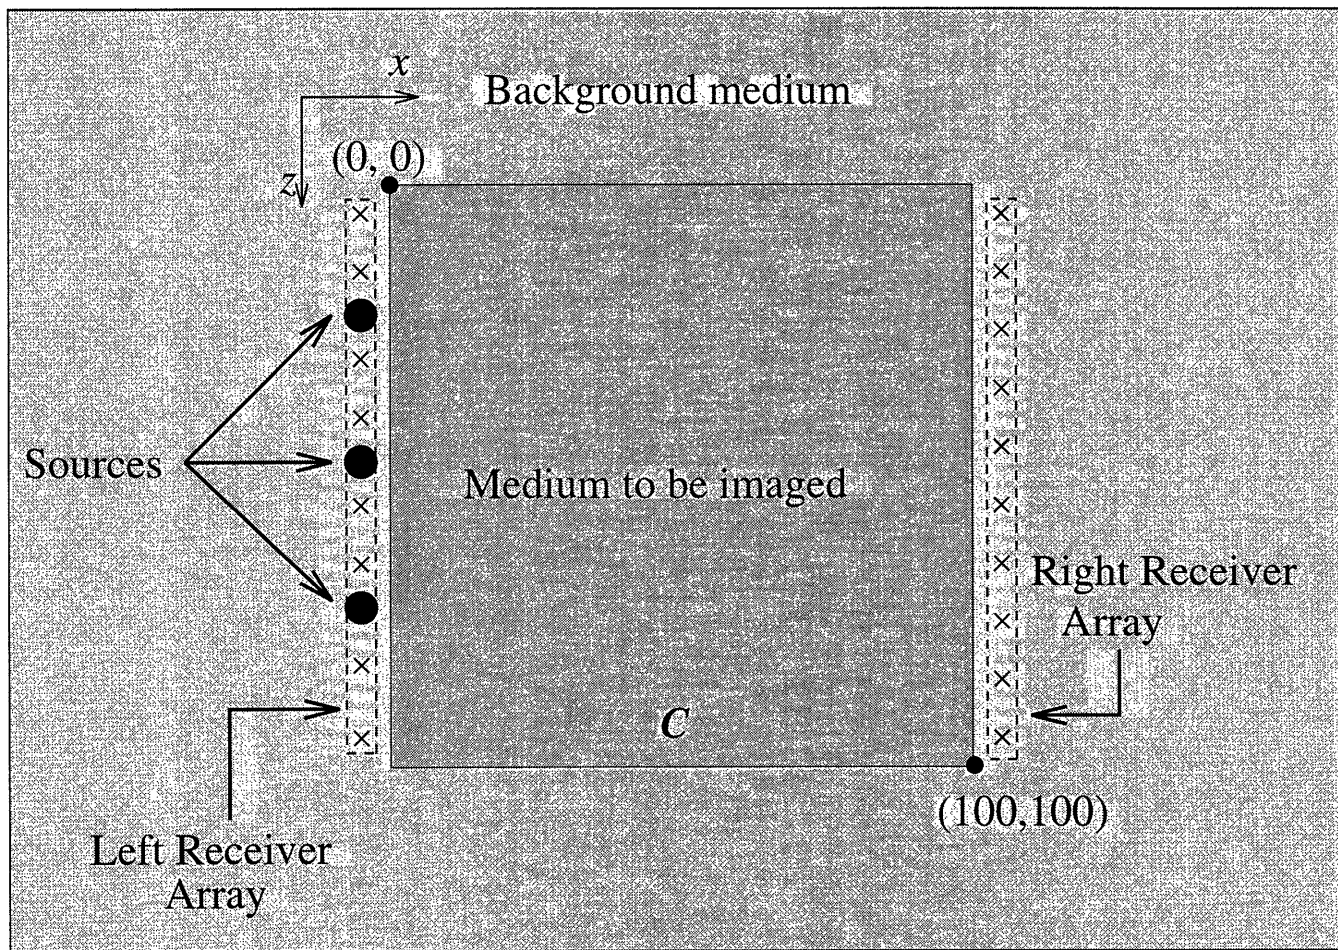 x
Background medium
(0, 0)
z
Sources
Medium to be imaged
Right Receiver
Array
C
(100,100)
Left Receiver
Array